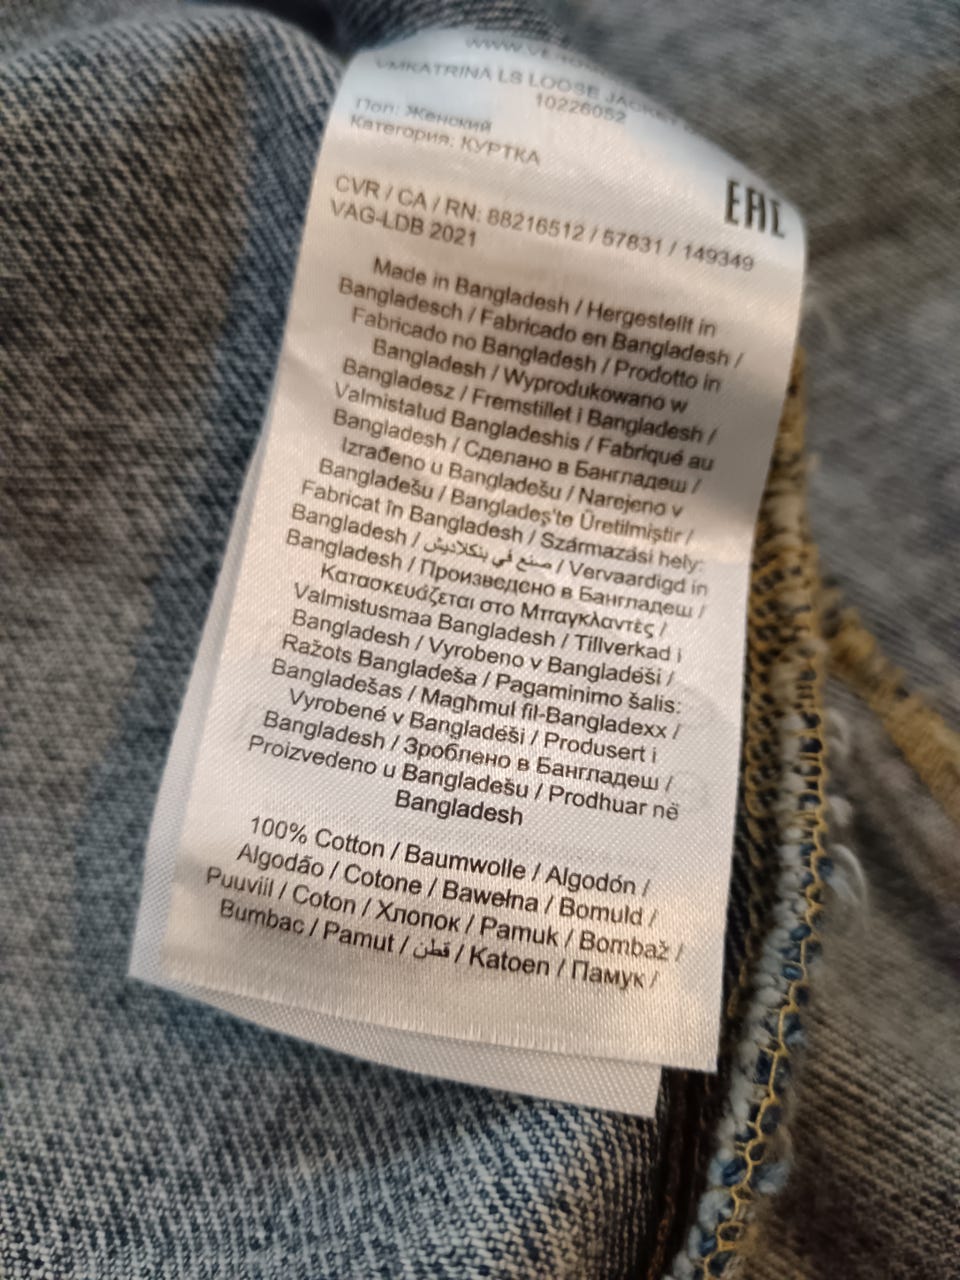 VMKATRINA LS LOOSE JACKET
10226052
Пол: Женский
Категория: КУРТКА
EAC
CVR / CA / RN: 88216512 / 57831 / 149349
VAG-LDB 2021
Made in Bangladesh / Hergestellt in
Bangladesch / Fabricado en Bangladesh /
Fabricado no Bangladesh / Prodotto in
Bangladesh / Wyprodukowano w
Bangladesz / Fremstillet i Bangladesh /
Valmistatud Bangladeshis / Fabriqué au
Bangladesh / Сделано в Бангладеш /
Izrađeno u Bangladešu / Narejeno v
Bangladešu / Bangladeş'te Üretilmiştir /
Fabricat în Bangladesh / Származási hely:
Bangladesh / صنع في بنكلاديش / Vervaardigd in
Bangladesh / Произведено в Бангладеш /
Κατασκευάζεται στο Μπαγκλαντές /
Valmistusmaa Bangladesh / Tillverkad i
Bangladesh / Vyrobeno v Bangladéši /
Ražots Bangladeša / Pagaminimo šalis:
Bangladešas / Maghmul fil-Bangladexx /
Vyrobené v Bangladéši / Produsert i
Bangladesh / Зроблено в Бангладеш /
Proizvedeno u Bangladešu / Prodhuar në
Bangladesh
100% Cotton / Baumwolle / Algodón /
Algodão / Cotone / Bawełna / Bomuld /
Puuviil / Coton / Хлопок / Pamuk / Bombaž /
Bumbac / Pamut / قطن / Katoen / Памук /